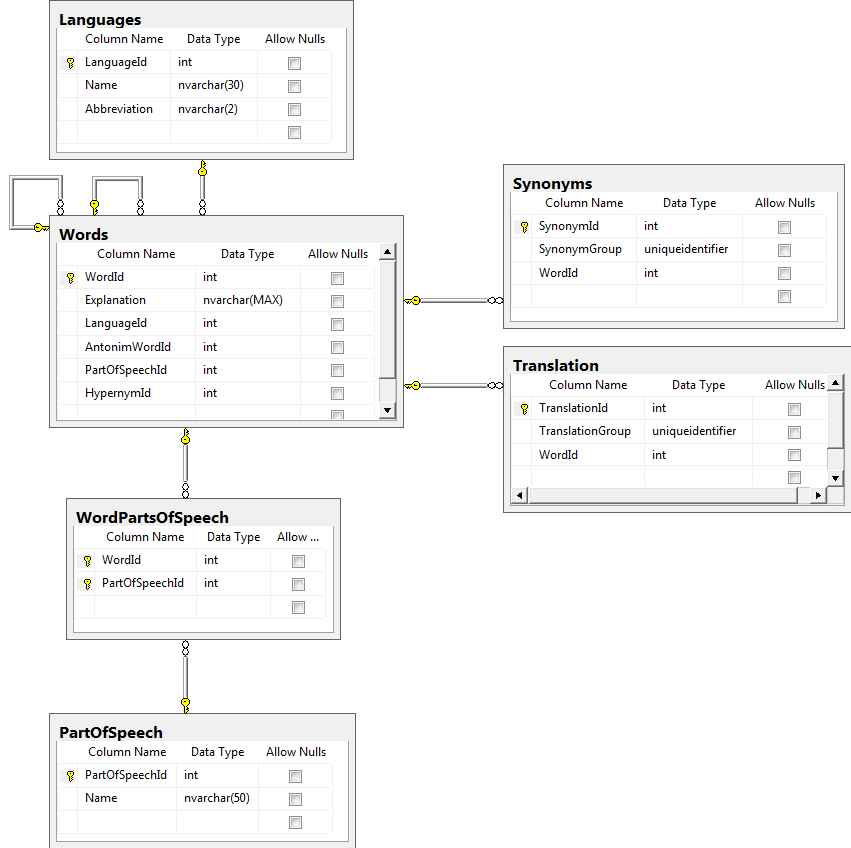 Languages
Column Name Data Type Allow Nulls
LanguageId int
Name nvarchar(30)
Abbreviation nvarchar(2)
Words
Column Name Data Type Allow Nulls
WordId int
Explanation nvarchar(MAX)
LanguageId int
AntonimWordId int
PartOfSpeechId int
HypernymId int
Synonyms
Column Name Data Type Allow Nulls
SynonymId int
SynonymGroup uniqueidentifier
WordId int
Translation
Column Name Data Type Allow Nulls
TranslationId int
TranslationGroup uniqueidentifier
WordId int
WordPartsOfSpeech
Column Name Data Type Allow ...
WordId int
PartOfSpeechId int
PartOfSpeech
Column Name Data Type Allow Nulls
PartOfSpeechId int
Name nvarchar(50)